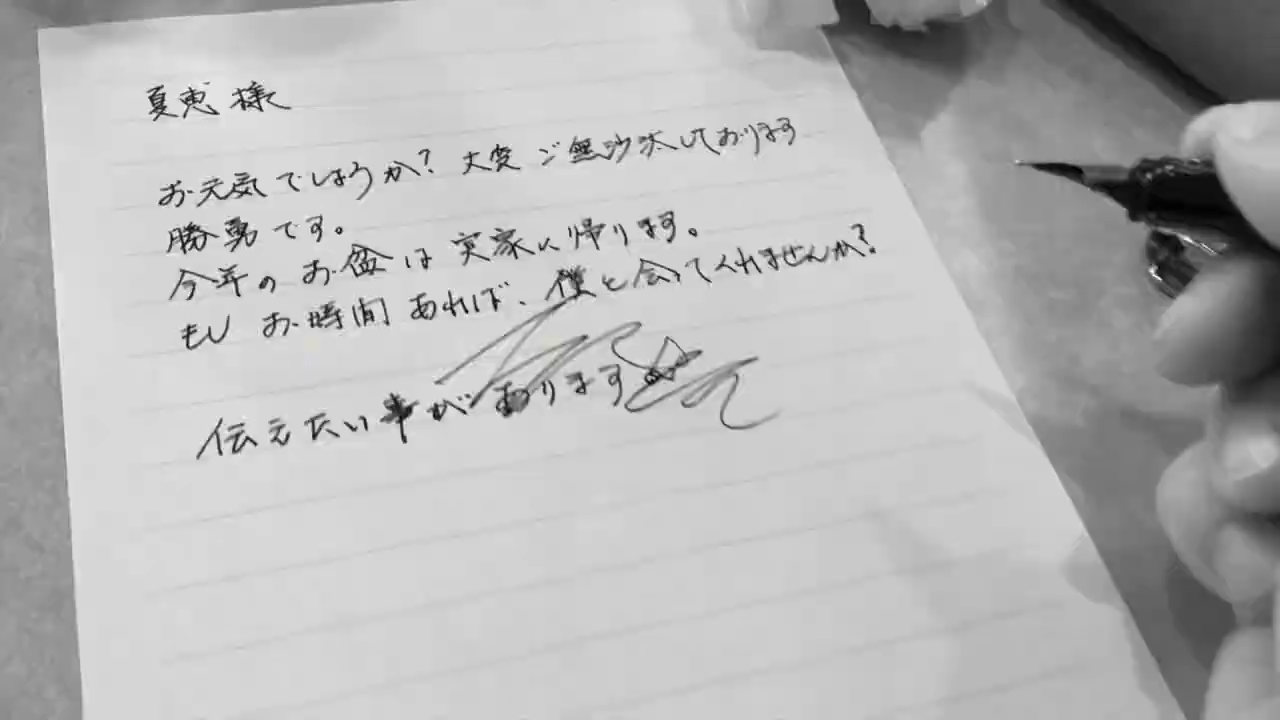 夏恵様
お元気でしょうか？大変ご無沙汰しております
勝勇です。
今年のお盆は実家に帰ります。
もしお時間あれば、僕と会ってくれませんか？
伝えたい事があります